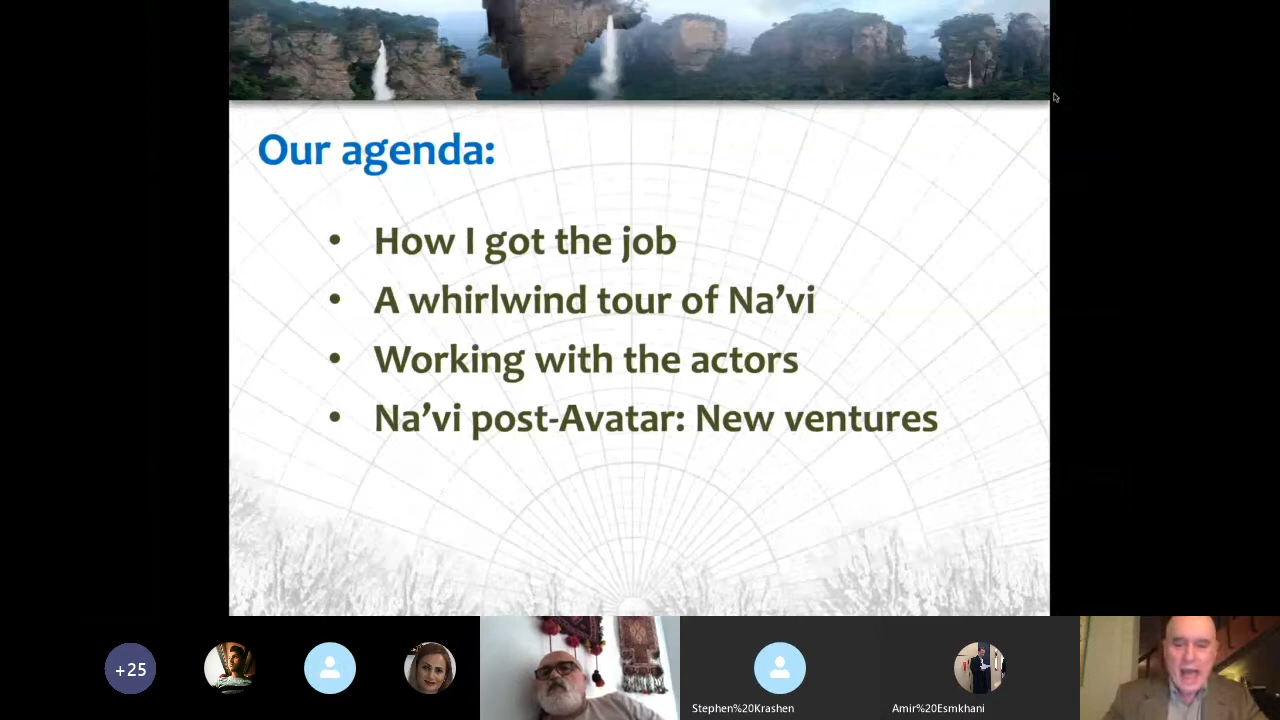 Our agenda:
• How I got the job
• A whirlwind tour of Na’vi
• Working with the actors
• Na’vi post-Avatar: New ventures
+25
Stephen%20Krashen
Amir%20Esmkhani